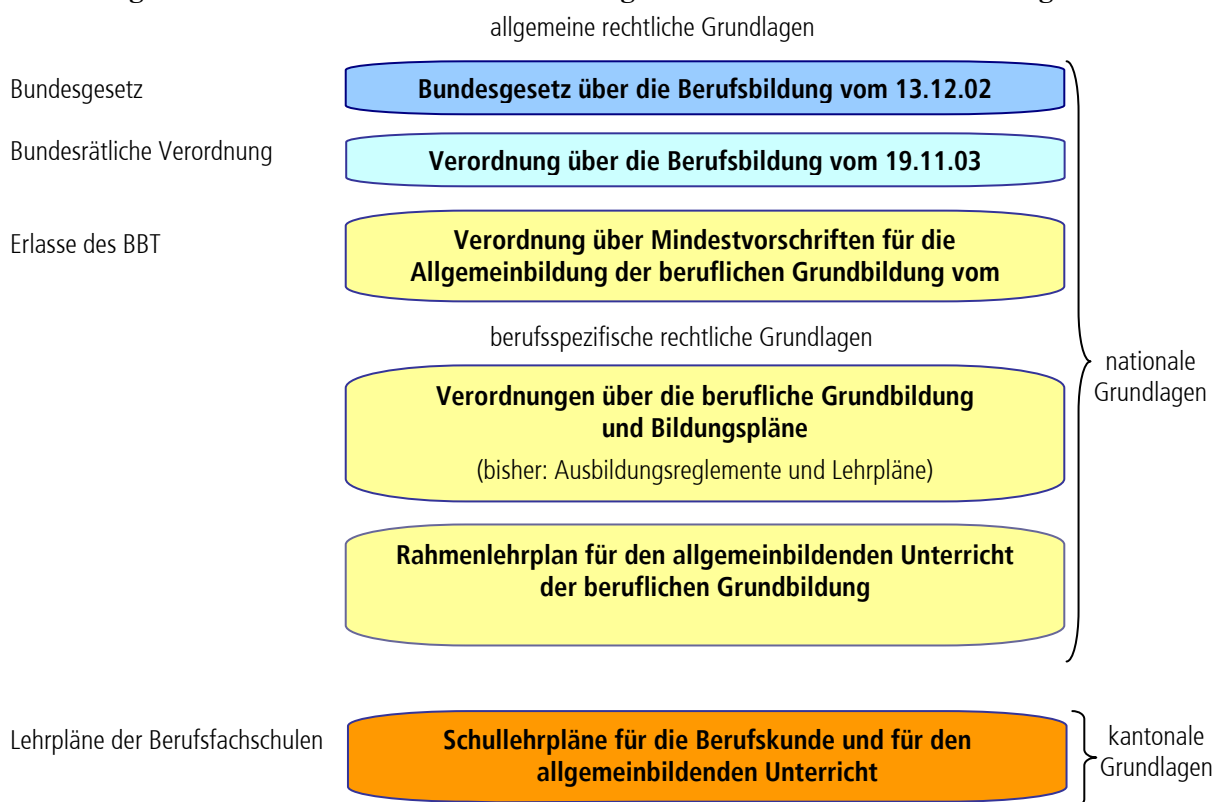 allgemeine rechtliche Grundlagen
Bundesgesetz
Bundesgesetz über die Berufsbildung vom 13.12.02
Bundesrätliche Verordnung
Verordnung über die Berufsbildung vom 19.11.03
Erlasse des BBT
Verordnung über Mindestvorschriften für die
Allgemeinbildung der beruflichen Grundbildung vom
berufsspezifische rechtliche Grundlagen
Verordnungen über die berufliche Grundbildung
und Bildungspläne
(bisher: Ausbildungsreglemente und Lehrpläne)
nationale
Grundlagen
Rahmenlehrplan für den allgemeinbildenden Unterricht
der beruflichen Grundbildung
Lehrpläne der Berufsfachschulen
Schullehrpläne für die Berufskunde und für den
allgemeinbildenden Unterricht
kantonale
Grundlagen